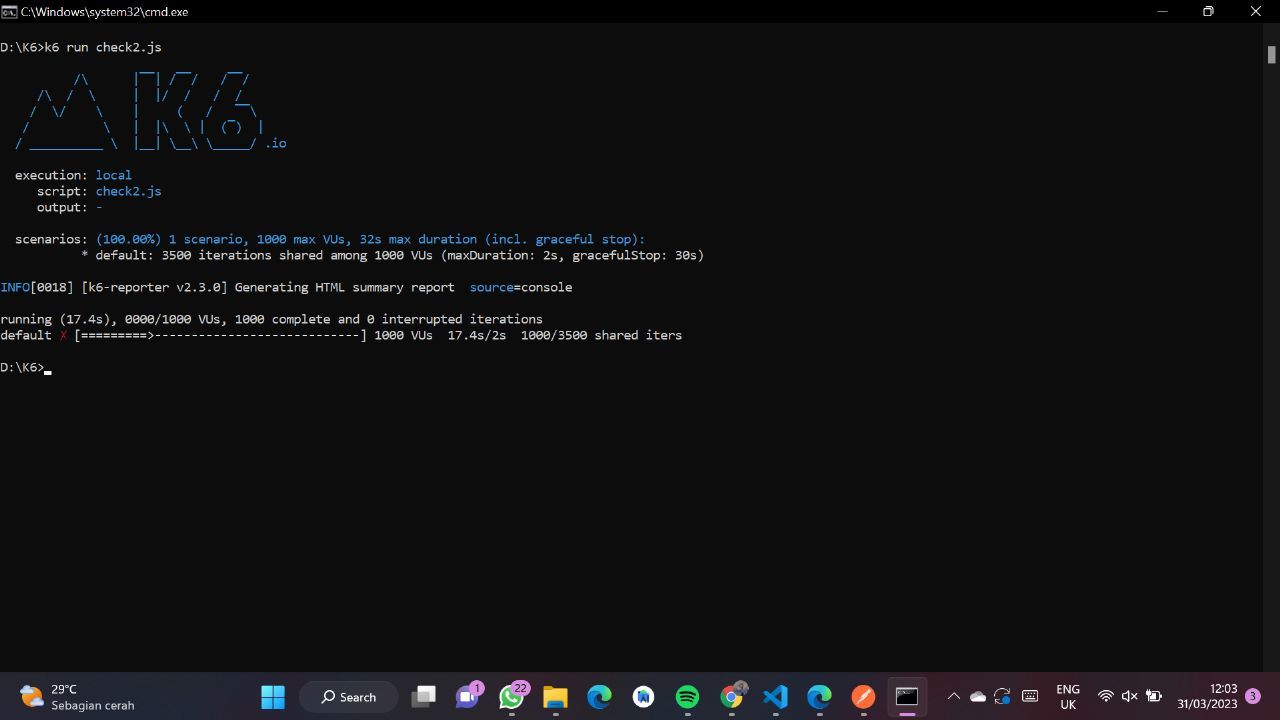 C:\Windows\system32\cmd.exe
D:\K6>k6 run check2.js
          /\      |‾‾| /‾‾/   /‾‾/
     /\  /  \     |  |/  /   /  /
    /  \/    \    |     (   /   ‾‾\
   /          \   |  |\  \ |  (‾)  |
  / __________ \  |__| \__\ \_____/ .io
execution: local
script: check2.js
output: -
scenarios: (100.00%) 1 scenario, 1000 max VUs, 32s max duration (incl. graceful stop):
* default: 3500 iterations shared among 1000 VUs (maxDuration: 2s, gracefulStop: 30s)
INFO[0018] [k6-reporter v2.3.0] Generating HTML summary report  source=console
running (17.4s), 0000/1000 VUs, 1000 complete and 0 interrupted iterations
default ✗ [=========>----------------------------] 1000 VUs  17.4s/2s  1000/3500 shared iters
D:\K6>
29°C
Sebagian cerah
Search
1
22
ENG
UK
12:03
31/03/2023
3